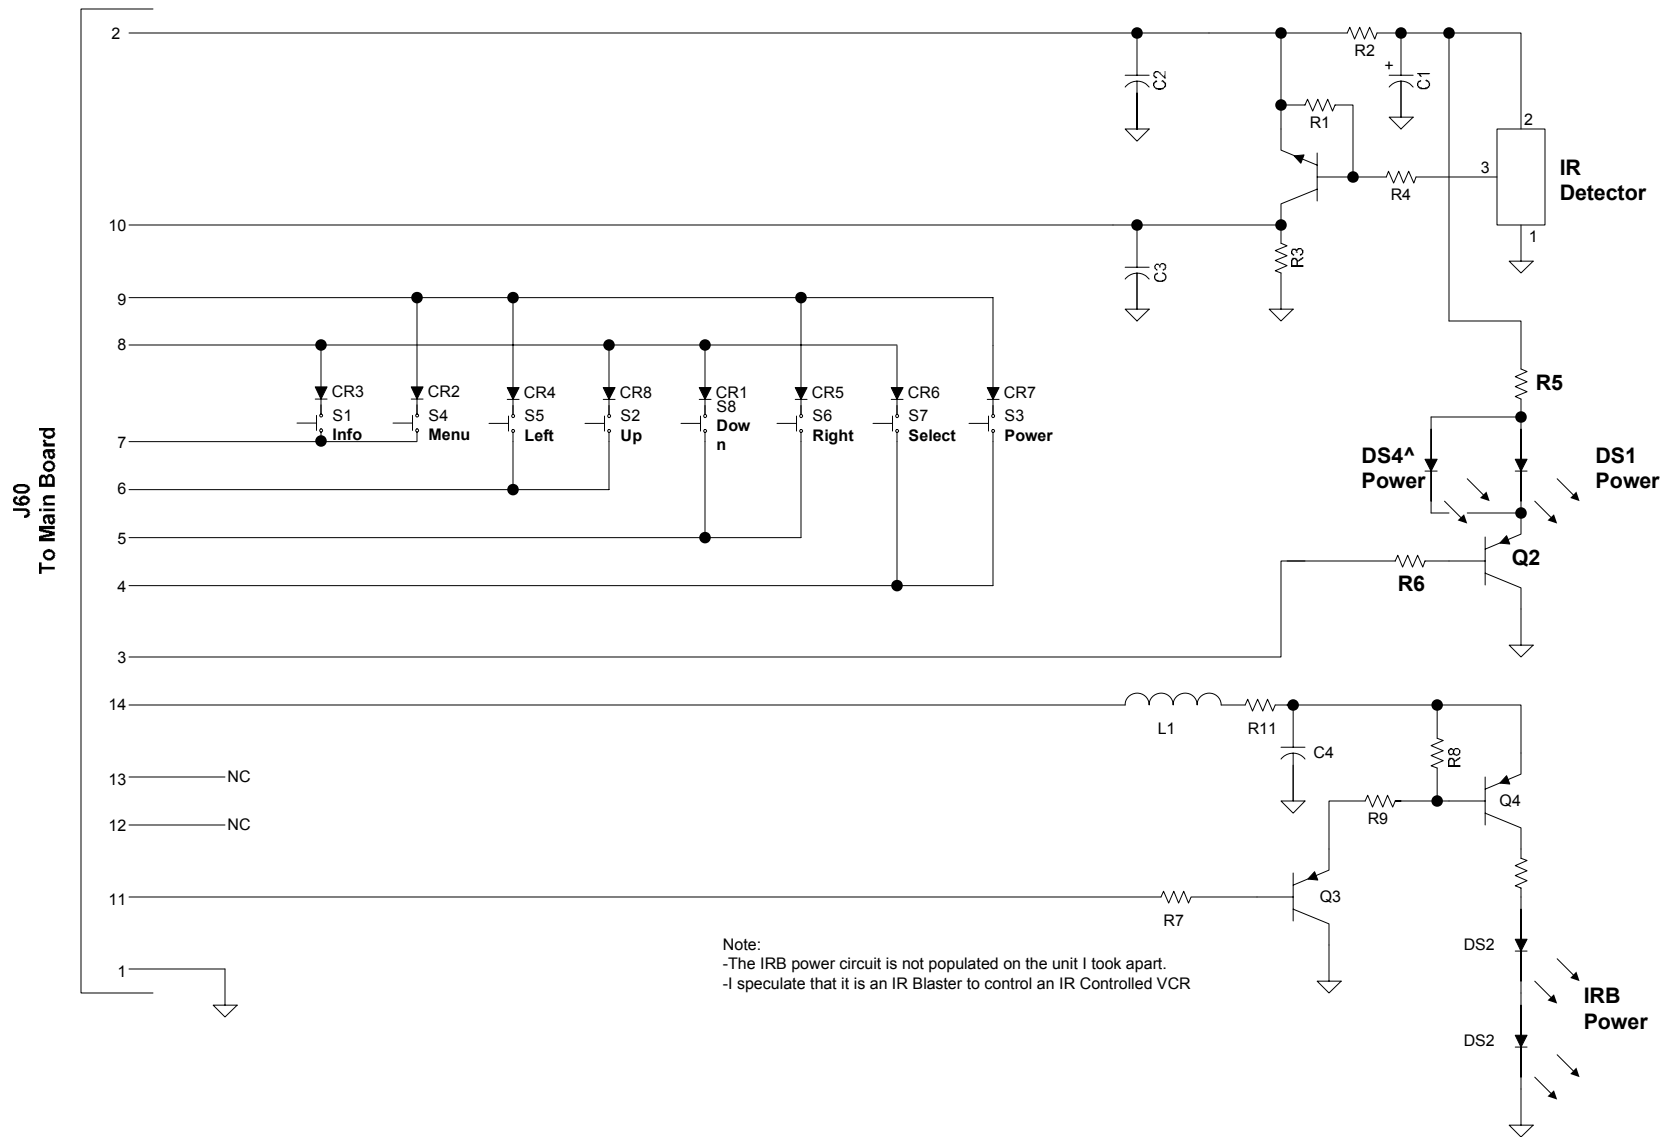 2
R2
C2
+
C1
R1
2
3
IR
Detector
R4
1
10
R3
C3
9
8
CR3
S1
Info
CR2
S4
Menu
CR4
S5
Left
CR8
S2
Up
CR1
S8
Dow
n
CR5
S6
Right
CR6
S7
Select
CR7
S3
Power
R5
7
6
5
4
3
J60
To Main Board
DS4^
Power
DS1
Power
Q2
R6
14
L1
R11
C4
R8
13
NC
12
NC
R9
Q4
11
R7
Q3
Note:
-The IRB power circuit is not populated on the unit I took apart.
-I speculate that it is an IR Blaster to control an IR Controlled VCR
1
DS2
IRB
Power
DS2